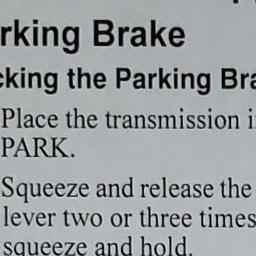 rking Brake
cking the Parking Bra
Place the transmission i
PARK.
Squeeze and release the
lever two or three times
squeeze and hold.